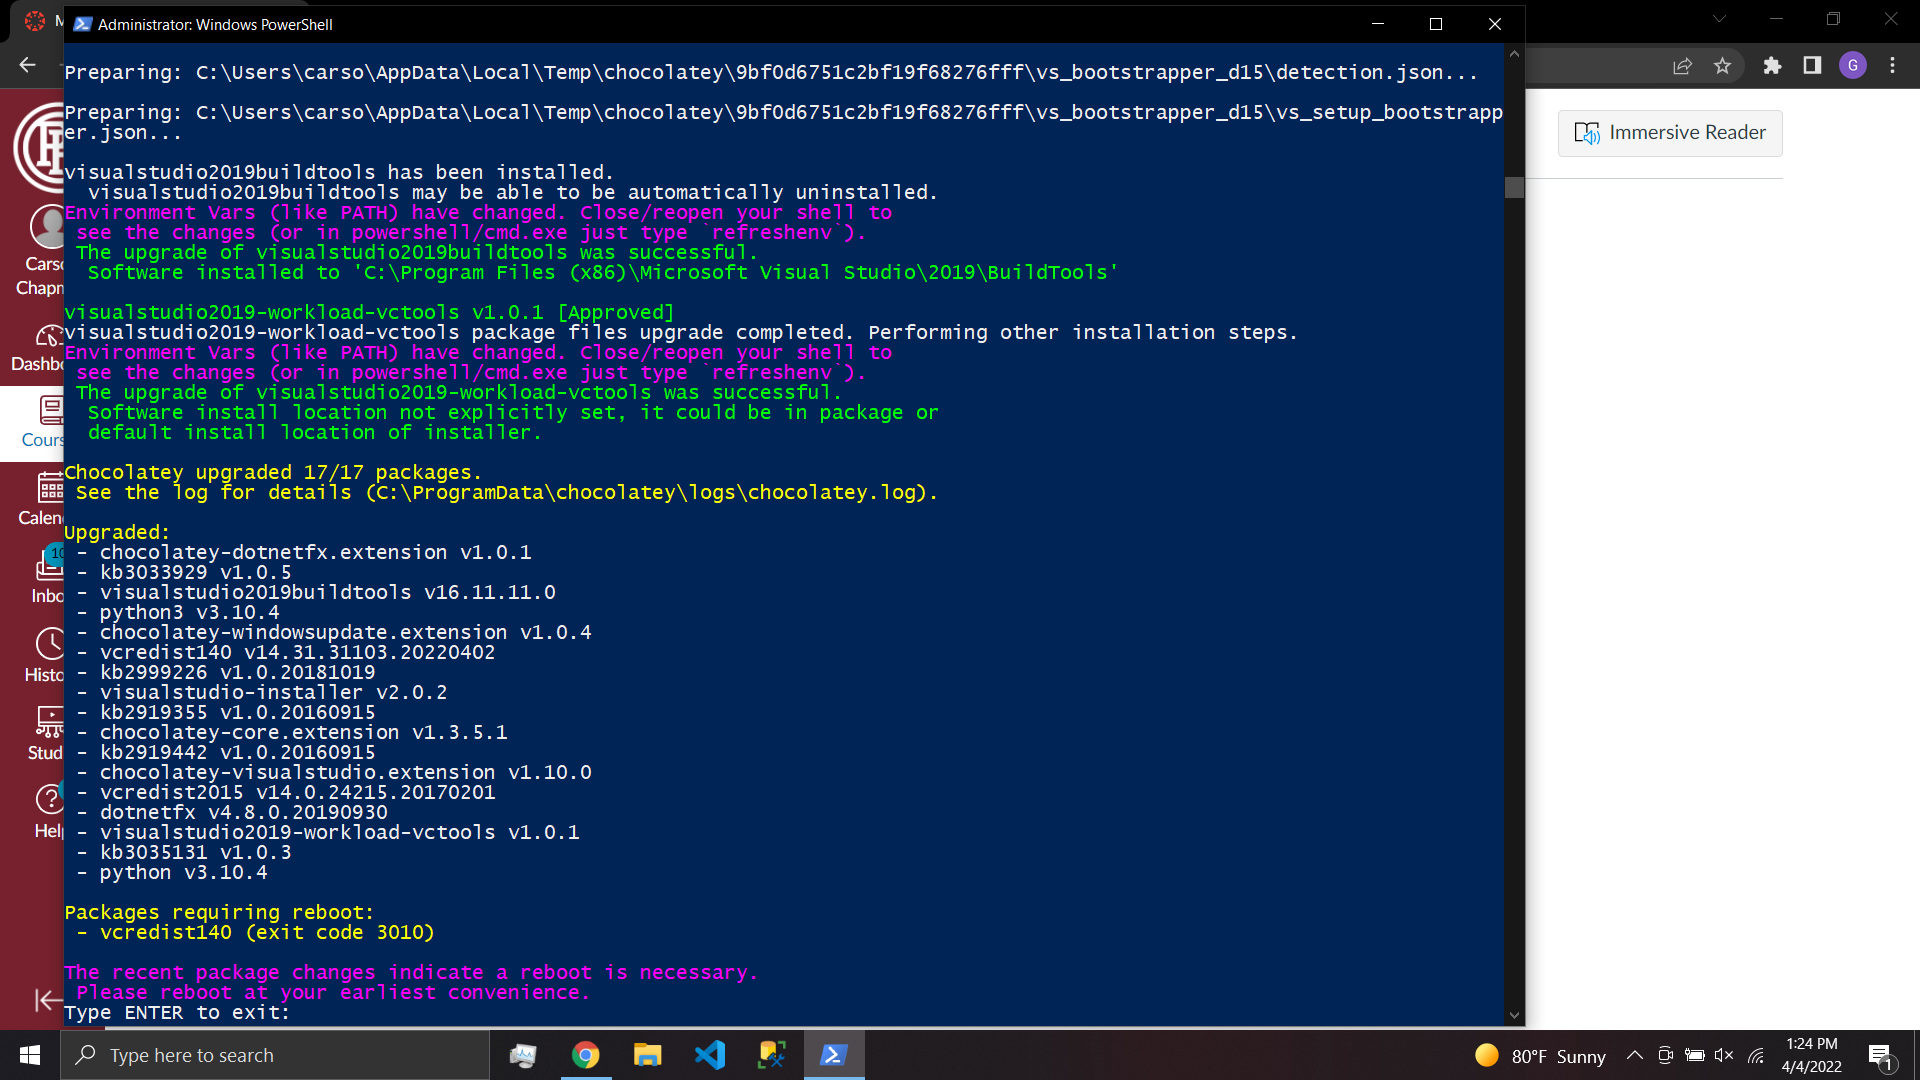 M
Administrator: Windows PowerShell
G
Preparing: C:\Users\carso\AppData\Local\Temp\chocolatey\9bf0d6751c2bf19f68276fff\vs_bootstrapper_d15\detection.json...
Preparing: C:\Users\carso\AppData\Local\Temp\chocolatey\9bf0d6751c2bf19f68276fff\vs_bootstrapper_d15\vs_setup_bootstrapp
er.json...
visualstudio2019buildtools has been installed.
visualstudio2019buildtools may be able to be automatically uninstalled.
Environment Vars (like PATH) have changed. Close/reopen your shell to
see the changes (or in powershell/cmd.exe just type `refreshenv`).
The upgrade of visualstudio2019buildtools was successful.
Software installed to 'C:\Program Files (x86)\Microsoft Visual Studio\2019\BuildTools'
visualstudio2019-workload-vctools v1.0.1 [Approved]
visualstudio2019-workload-vctools package files upgrade completed. Performing other installation steps.
Environment Vars (like PATH) have changed. Close/reopen your shell to
see the changes (or in powershell/cmd.exe just type `refreshenv`).
The upgrade of visualstudio2019-workload-vctools was successful.
Software install location not explicitly set, it could be in package or
default install location of installer.
Chocolatey upgraded 17/17 packages.
See the log for details (C:\ProgramData\chocolatey\logs\chocolatey.log).
Upgraded:
- chocolatey-dotnetfx.extension v1.0.1
- kb3033929 v1.0.5
- visualstudio2019buildtools v16.11.11.0
- python3 v3.10.4
- chocolatey-windowsupdate.extension v1.0.4
- vcredist140 v14.31.31103.20220402
- kb2999226 v1.0.20181019
- visualstudio-installer v2.0.2
- kb2919355 v1.0.20160915
- chocolatey-core.extension v1.3.5.1
- kb2919442 v1.0.20160915
- chocolatey-visualstudio.extension v1.10.0
- vcredist2015 v14.0.24215.20170201
- dotnetfx v4.8.0.20190930
- visualstudio2019-workload-vctools v1.0.1
- kb3035131 v1.0.3
- python v3.10.4
Packages requiring reboot:
- vcredist140 (exit code 3010)
The recent package changes indicate a reboot is necessary.
Please reboot at your earliest convenience.
Type ENTER to exit:
Immersive Reader
Cars
Chapm
Dashbo
Cours
Calen
10
Inbo
Histo
Stud
Help
Type here to search
80°F Sunny
1:24 PM
4/4/2022
1